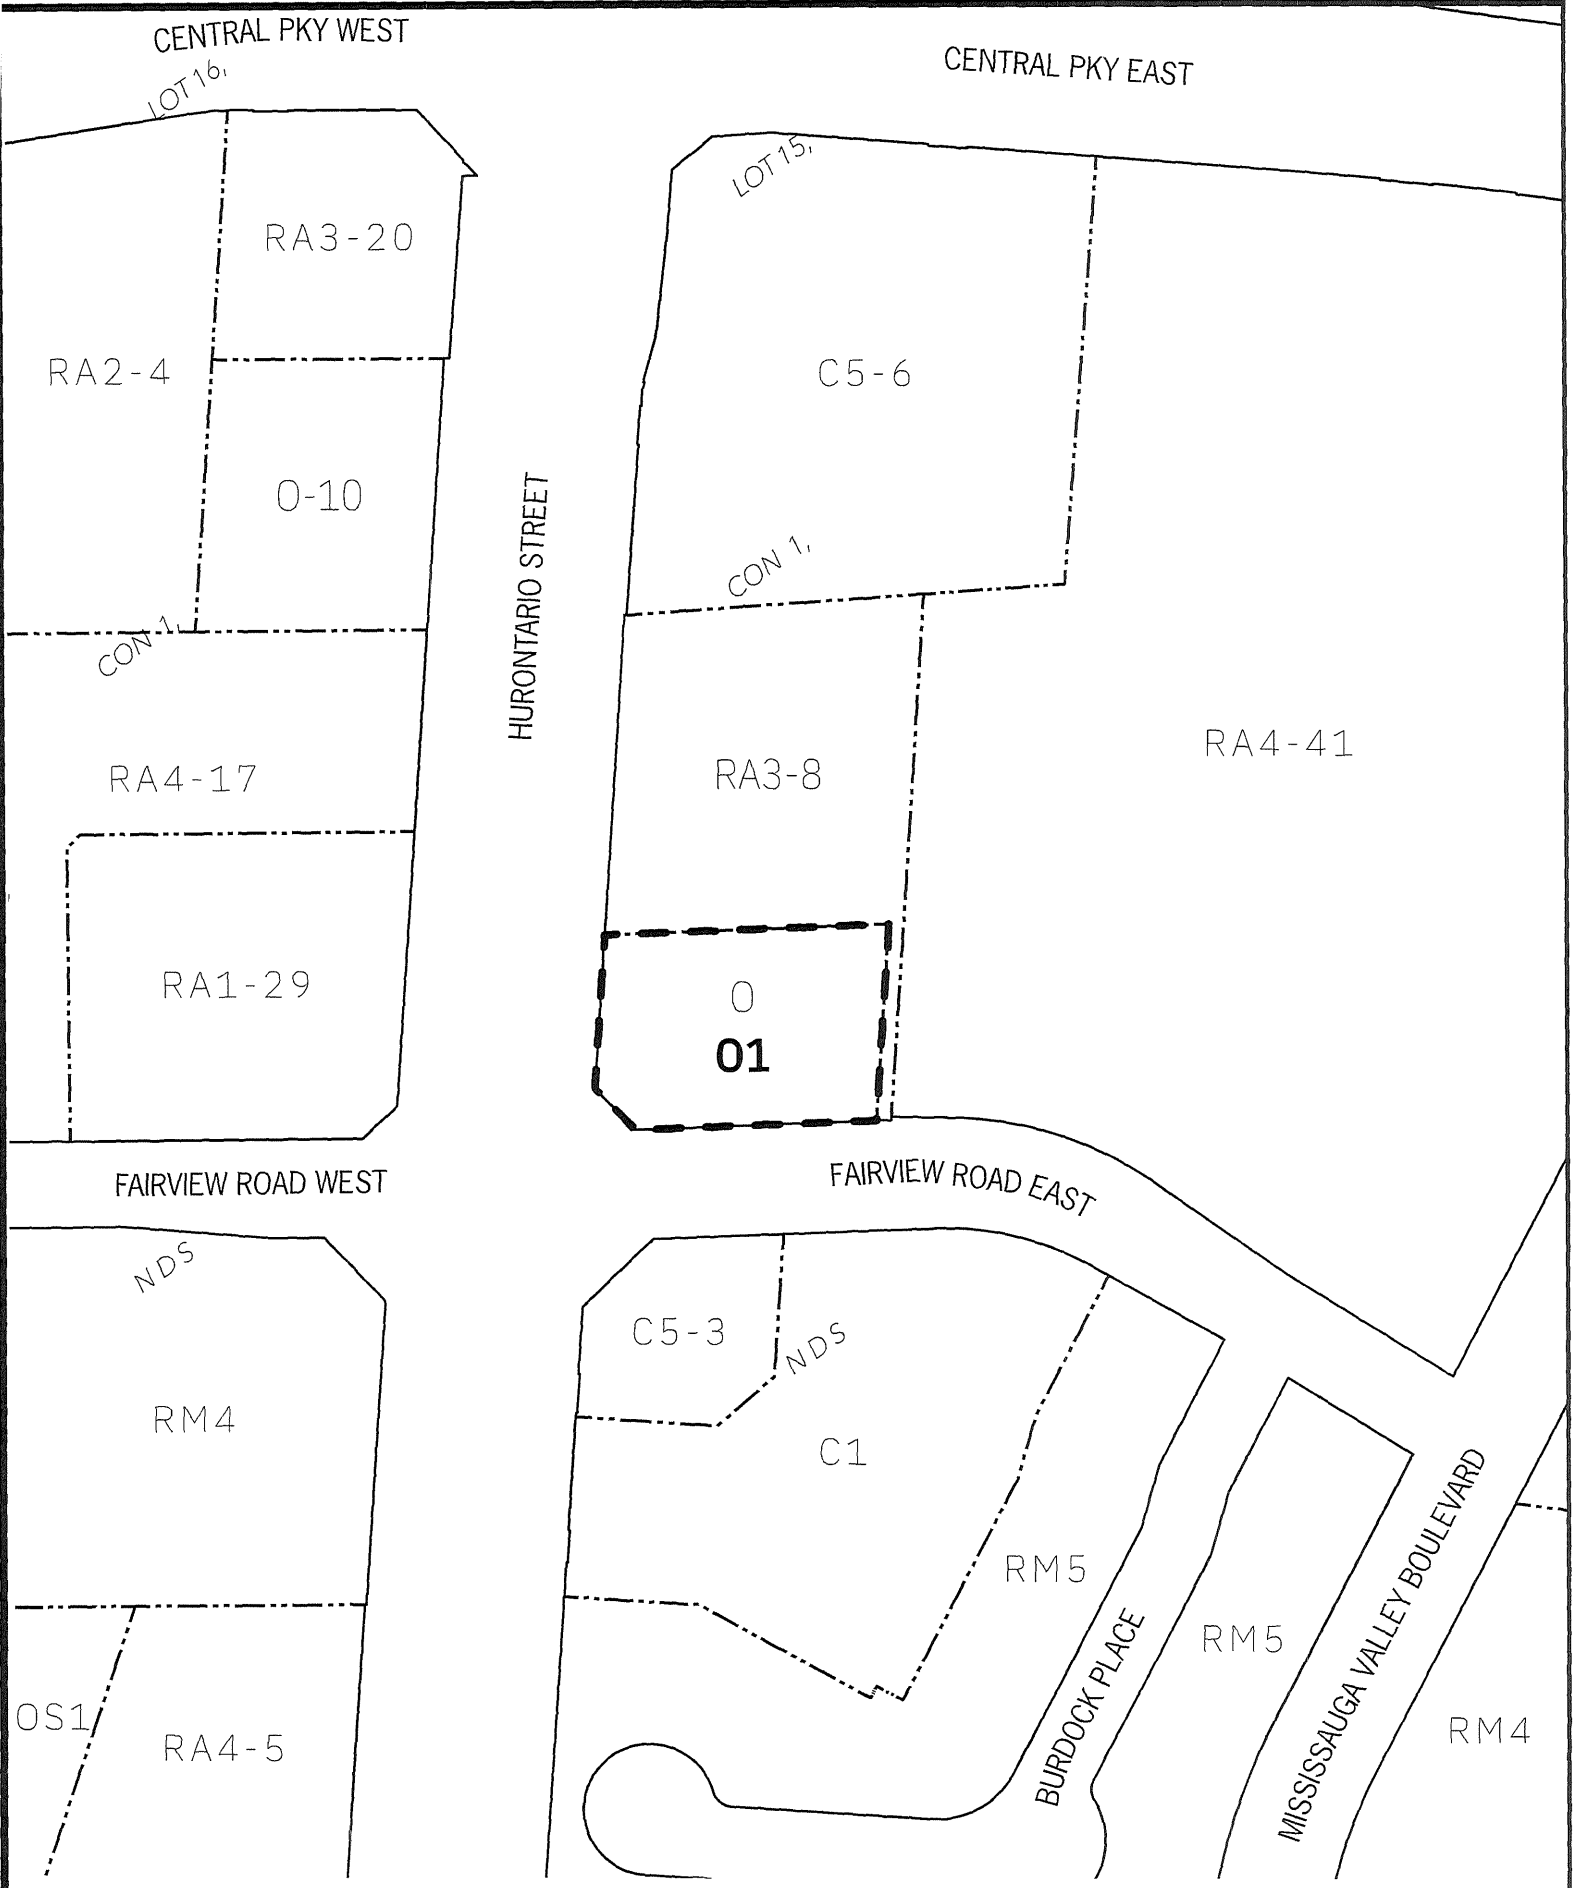 CENTRAL PKY WEST
CENTRAL PKY EAST
LOT 16,
LOT 15,
RA3-20
RA2-4
C5-6
O-10
HURONTARIO STREET
CON 1,
CON 1,
RA4-17
RA3-8
RA4-41
RA1-29
O
01
FAIRVIEW ROAD WEST
FAIRVIEW ROAD EAST
NDS
C5-3
NDS
RM4
C1
RM5
BURDOCK PLACE
RM5
MISSISSAUGA VALLEY BOULEVARD
OS1
RA4-5
RM4